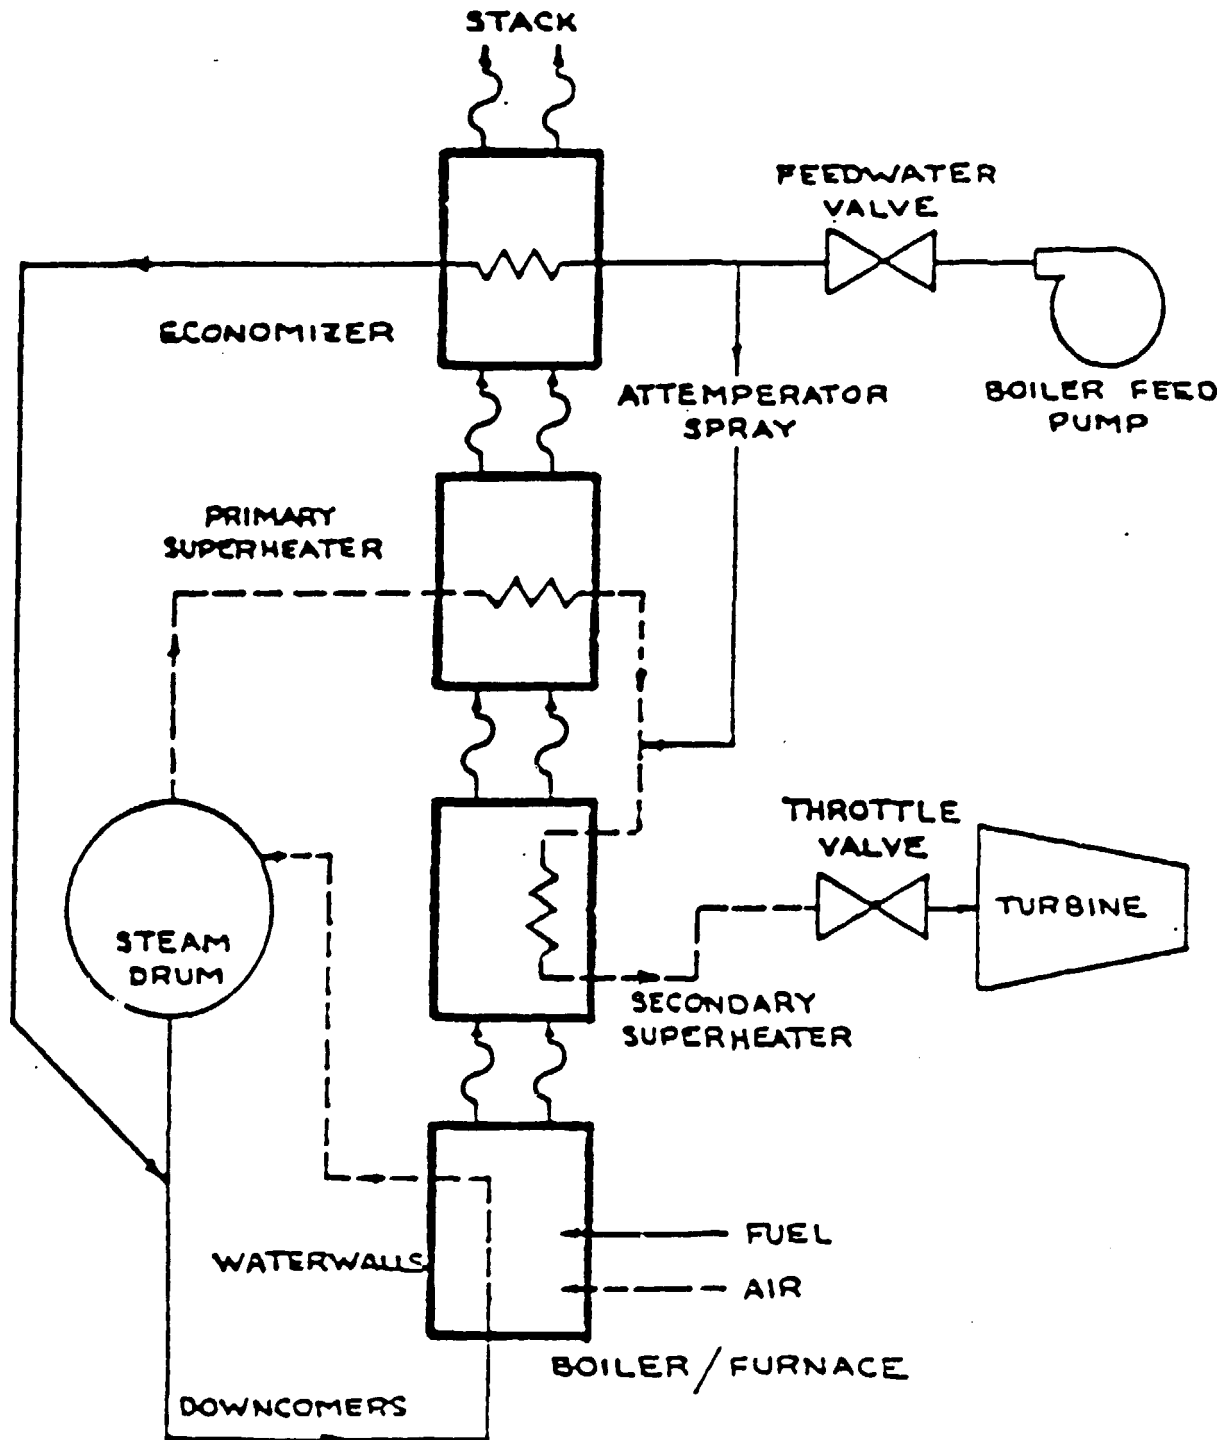 STACK
FEEDWATER
VALVE
ECONOMIZER
ATTEMPERATOR
SPRAY
BOILER FEED
PUMP
PRIMARY
SUPERHEATER
THROTTLE
VALVE
TURBINE
STEAM
DRUM
SECONDARY
SUPERHEATER
FUEL
WATERWALLS
AIR
BOILER/FURNACE
DOWNCOMERS